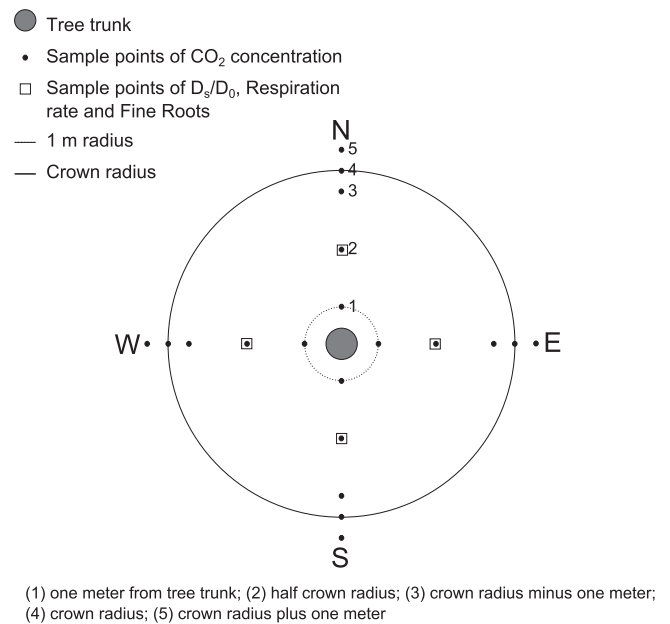 Tree trunk
Sample points of CO₂ concentration
Sample points of Dₛ/D₀, Respiration
rate and Fine Roots
1 m radius
Crown radius
N
5
4
3
2
1
W
E
S
(1) one meter from tree trunk; (2) half crown radius; (3) crown radius minus one meter;
(4) crown radius; (5) crown radius plus one meter